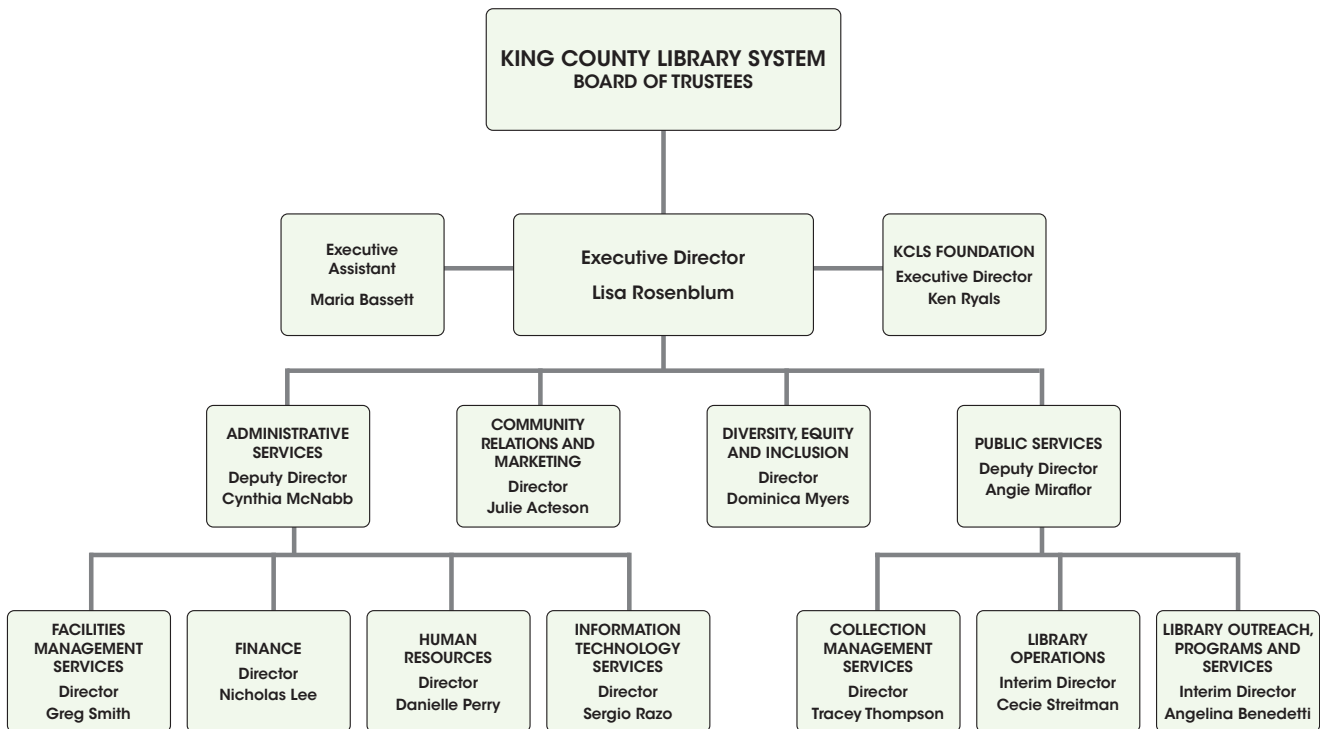 KING COUNTY LIBRARY SYSTEM
BOARD OF TRUSTEES
Executive
Assistant
Maria Bassett
Executive Director
Lisa Rosenblum
KCLS FOUNDATION
Executive Director
Ken Ryals
ADMINISTRATIVE
SERVICES
Deputy Director
Cynthia McNabb
COMMUNITY
RELATIONS AND
MARKETING
Director
Julie Acteson
DIVERSITY, EQUITY
AND INCLUSION
Director
Dominica Myers
PUBLIC SERVICES
Deputy Director
Angie Miraflor
FACILITIES
MANAGEMENT
SERVICES
Director
Greg Smith
FINANCE
Director
Nicholas Lee
HUMAN
RESOURCES
Director
Danielle Perry
INFORMATION
TECHNOLOGY
SERVICES
Director
Sergio Razo
COLLECTION
MANAGEMENT
SERVICES
Director
Tracey Thompson
LIBRARY
OPERATIONS
Interim Director
Cecie Streitman
LIBRARY OUTREACH,
PROGRAMS AND
SERVICES
Interim Director
Angelina Benedetti